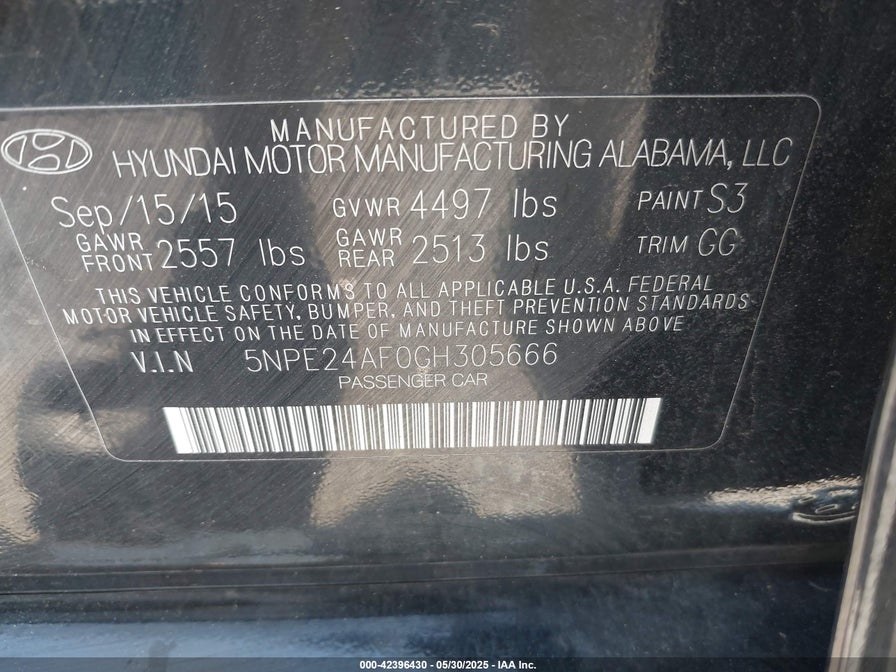 MANUFACTURED BY
HYUNDAI MOTOR MANUFACTURING ALABAMA, LLC
Sep/15/15 GVWR 4497 lbs PAINT S3
GAWR FRONT 2557 lbs GAWR REAR 2513 lbs TRIM GG
THIS VEHICLE CONFORMS TO ALL APPLICABLE U.S.A. FEDERAL
MOTOR VEHICLE SAFETY, BUMPER, AND THEFT PREVENTION STANDARDS
IN EFFECT ON THE DATE OF MANUFACTURE SHOWN ABOVE
V.I.N 5NPE24AF0GH305666
PASSENGER CAR
000-42396430 - 05/30/2025 - IAA Inc.